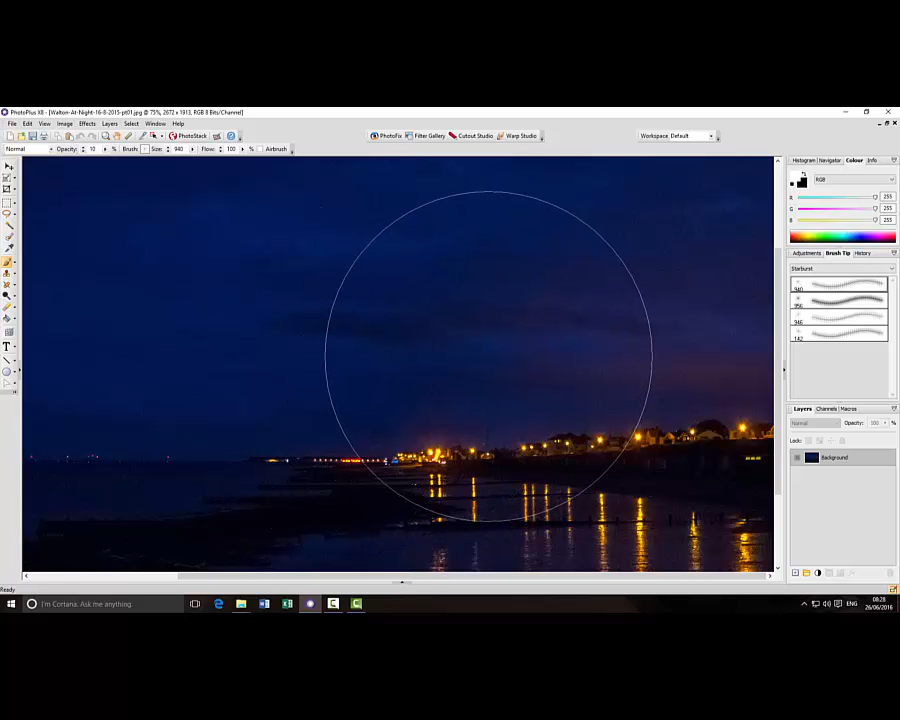 PhotoPlus X8 - [Walton-At-Night-16-8-2015-pt01.jpg @ 75%, 2672 x 1913, RGB 8 Bits/Channel]
File Edit View Image Effects Layers Select Window Help
PhotoStack PhotoFix Filter Gallery Cutout Studio Warp Studio Workspace Default
Normal Opacity: 10 % Brush: Size: 940 Flow: 100 % Airbrush
Histogram Navigator Colour Info
RGB
R 255
G 255
B 255
Adjustments Brush Tip History
Starburst
940
956
946
142
Layers Channels Macros
Normal Opacity: 100 %
Lock:
Background
Ready
I'm Cortana. Ask me anything.
ENG
08:28
26/06/2016